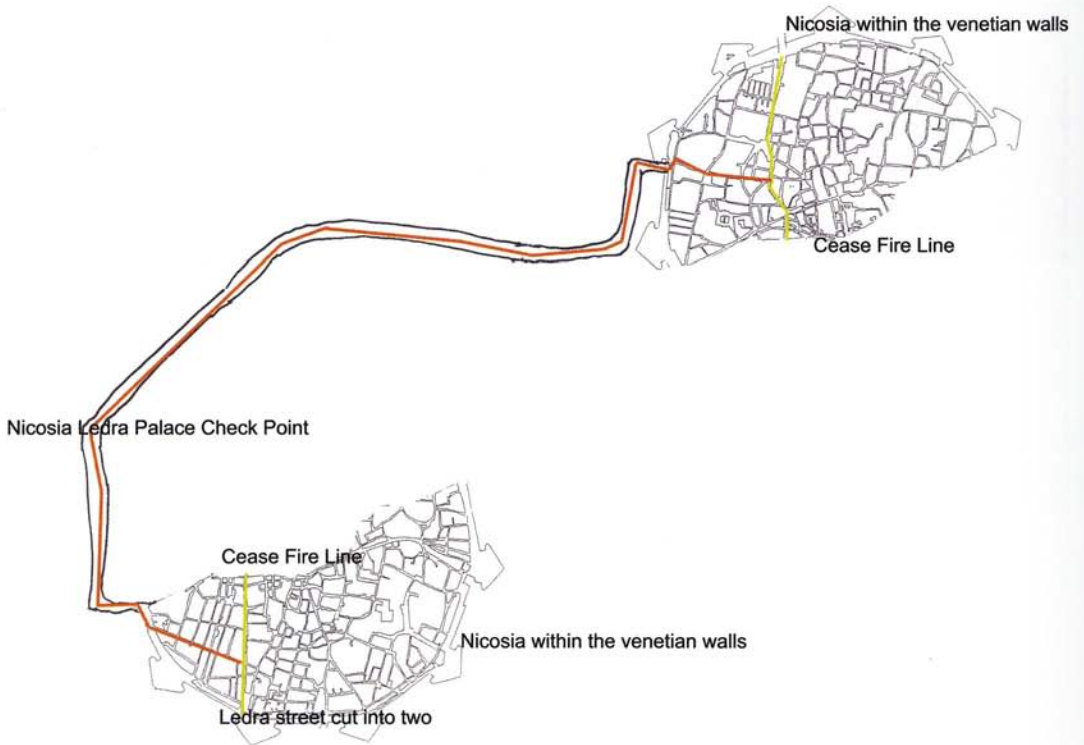 Nicosia within the venetian walls
Cease Fire Line
Nicosia Ledra Palace Check Point
Cease Fire Line
Nicosia within the venetian walls
Ledra street cut into two